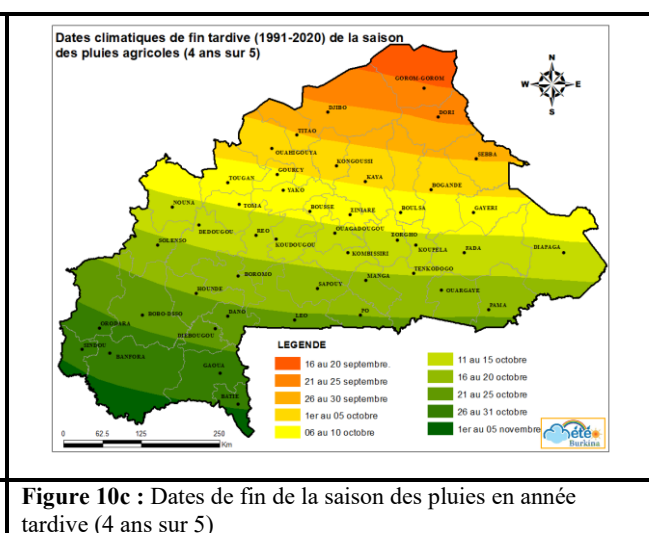 Dates climatiques de fin tardive (1991-2020) de la saison
des pluies agricoles (4 ans sur 5)
N
W
E
S
GOROM-GOROM
DJIBO
DORI
TITAO
OUAHIGOUYA
SEBBA
KONGOUSSI
GOURCY
TOUGAN
KAYA
YAKO
BOGANDE
NOUNA
TOMA
BOUSSE
ZINIARE
BOULSA
GAYERI
DEDOUGOU
REO
OUAGADOUGOU
ZORGHO
SOLENZO
KOUDOUGOU
KOMBISSIRI
KOUPELA
FADA
DIAPAGA
BOROMO
TENKODOGO
HOUNDE
SAPOUY
MANGA
OUARGAYE
PAMA
BOBO-DSSO
DANO
LEO
PO
ORODARA
DIEBOUGOU
SINDOU
BANFORA
GAOUA
BATIE
LEGENDE
16 au 20 septembre.
21 au 25 septembre
26 au 30 septembre
1er au 05 octobre
06 au 10 octobre
11 au 15 octobre
16 au 20 octobre
21 au 25 octobre
26 au 31 octobre
1er au 05 novembre
0 62.5 125 250
Km
Météo
Burkina
Figure 10c : Dates de fin de la saison des pluies en année
tardive (4 ans sur 5)